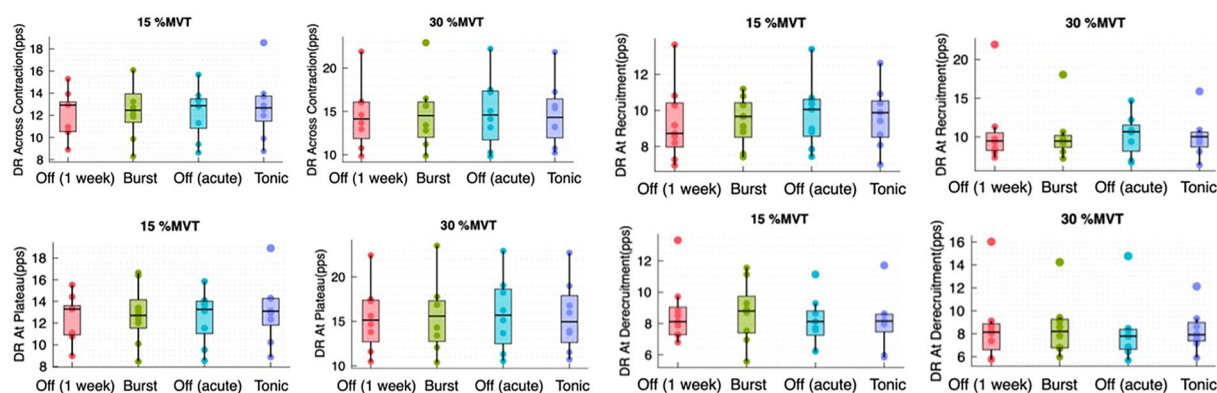 15 %MVT
DR Across Contraction(pps)
18
16
14
12
10
8
Off (1 week) Burst Off (acute) Tonic
30 %MVT
DR Across Contraction(pps)
20
15
10
Off (1 week) Burst Off (acute) Tonic
15 %MVT
DR At Recruitment(pps)
12
10
8
Off (1 week) Burst Off (acute) Tonic
30 %MVT
DR At Recruitment(pps)
20
15
10
Off (1 week) Burst Off (acute) Tonic
15 %MVT
DR At Plateau(pps)
18
16
14
12
10
8
Off (1 week) Burst Off (acute) Tonic
30 %MVT
DR At Plateau(pps)
20
15
10
Off (1 week) Burst Off (acute) Tonic
15 %MVT
DR At Derecruitment(pps)
12
10
8
6
Off (1 week) Burst Off (acute) Tonic
30 %MVT
DR At Derecruitment(pps)
16
14
12
10
8
6
Off (1 week) Burst Off (acute) Tonic